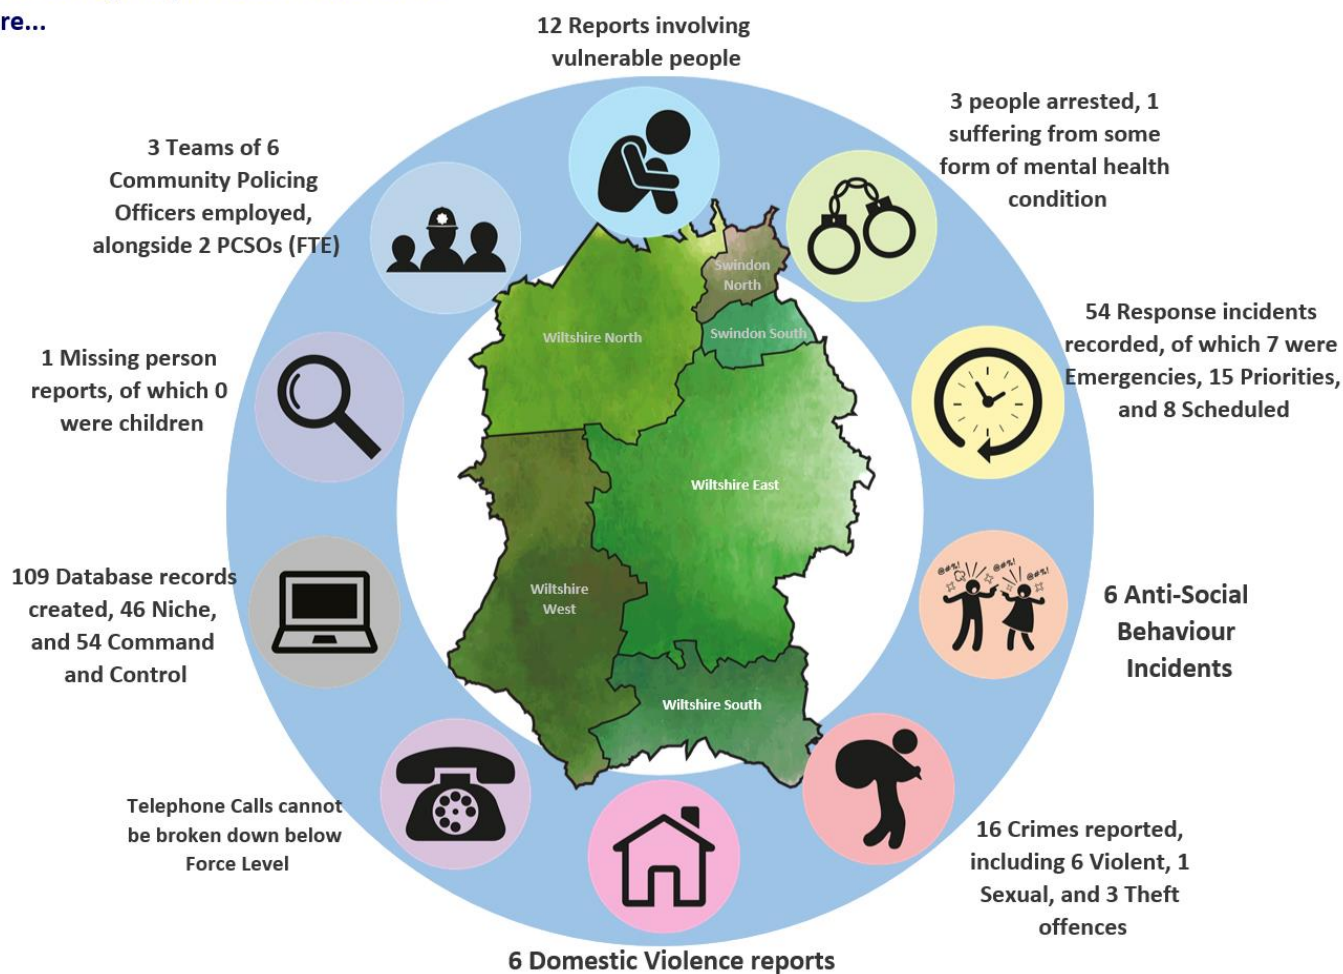 re...
12 Reports involving
vulnerable people
3 people arrested, 1
suffering from some
form of mental health
condition
3 Teams of 6
Community Policing
Officers employed,
alongside 2 PCSOs (FTE)
Swindon
North
Swindon South
Wiltshire North
54 Response incidents
recorded, of which 7 were
Emergencies, 15 Priorities,
and 8 Scheduled
1 Missing person
reports, of which 0
were children
Wiltshire East
109 Database records
created, 46 Niche,
and 54 Command
and Control
Wiltshire
West
@#%!
@#%!
@#%!
6 Anti-Social
Behaviour
Incidents
Wiltshire South
Telephone Calls cannot
be broken down below
Force Level
16 Crimes reported,
including 6 Violent, 1
Sexual, and 3 Theft
offences
6 Domestic Violence reports